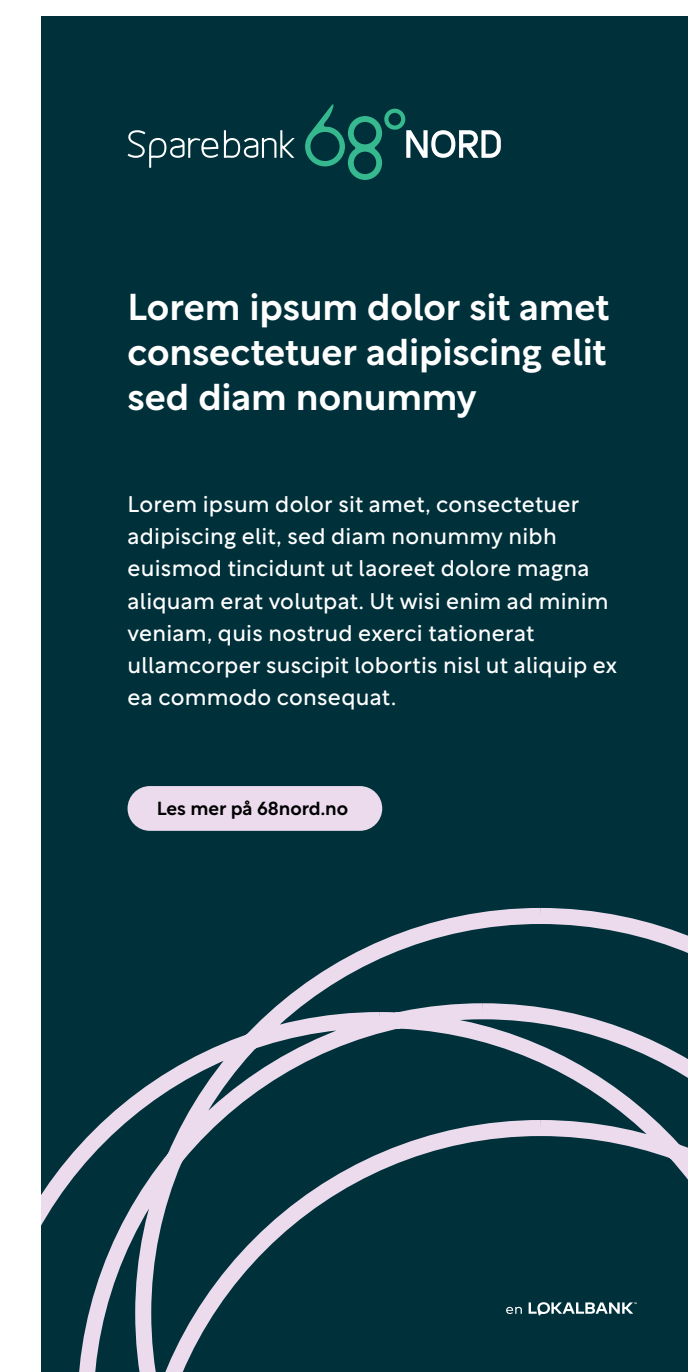 Sparebank 68° NORD
Lorem ipsum dolor sit amet
consectetuer adipiscing elit
sed diam nonummy
Lorem ipsum dolor sit amet, consectetuer
adipiscing elit, sed diam nonummy nibh
euismod tincidunt ut laoreet dolore magna
aliquam erat volutpat. Ut wisi enim ad minim
veniam, quis nostrud exerci tationerat
ullamcorper suscipit lobortis nisl ut aliquip ex
ea commodo consequat.
Les mer på 68nord.no
en LOKALBANK™